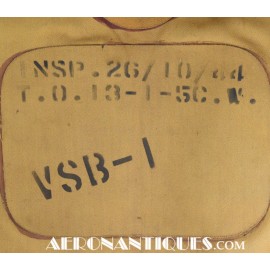 INSP.26/10/44
T.O.13-1-5C.W.
VSB-1
AERONANTIQUES.COM